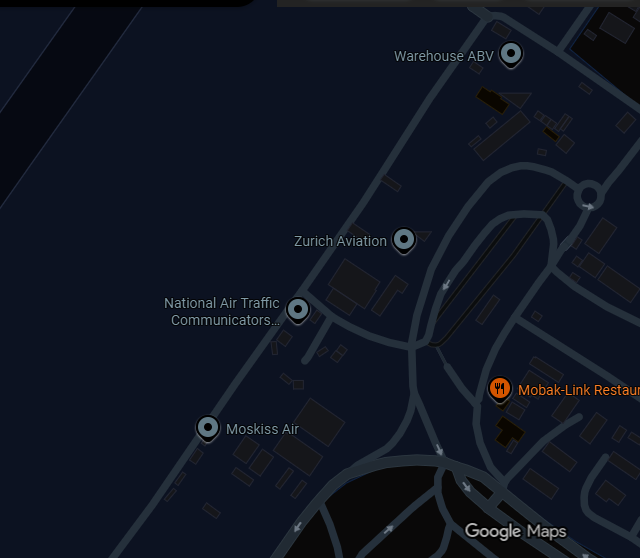 Warehouse ABV
Zurich Aviation
National Air Traffic
Communicators...
Mobak-Link Restaur
Moskiss Air
Google Maps